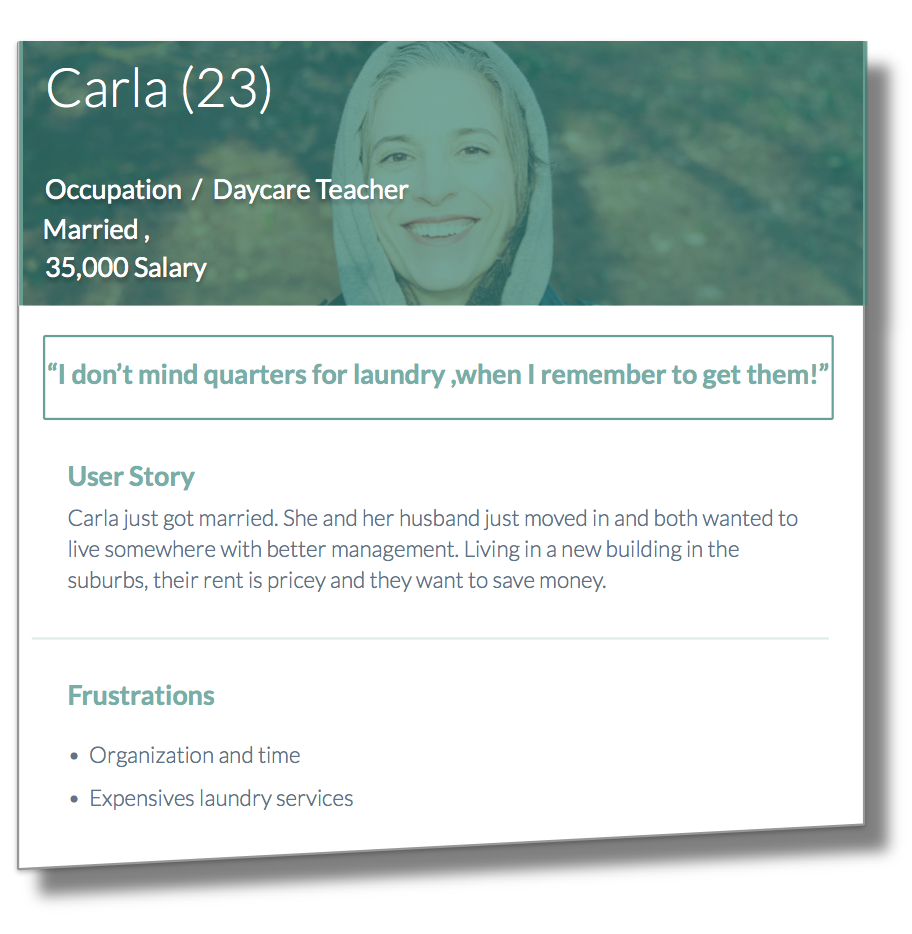 Carla (23)
Occupation / Daycare Teacher
Married ,
35,000 Salary
“I don’t mind quarters for laundry ,when I remember to get them!”
User Story
Carla just got married. She and her husband just moved in and both wanted to
live somewhere with better management. Living in a new building in the
suburbs, their rent is pricey and they want to save money.
Frustrations
• Organization and time
• Expensives laundry services